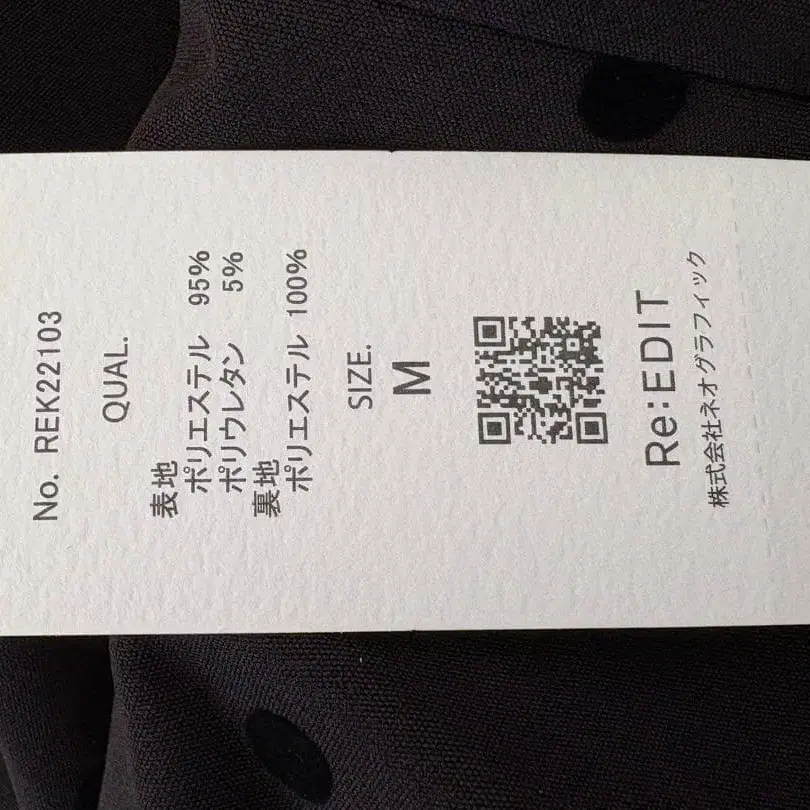 No. REK22103
QUAL.
表地
ポリエステル 95%
ポリウレタン 5%
裏地
ポリエステル 100%
SIZE.
M
Re:EDIT
株式会社ネオグラフィック